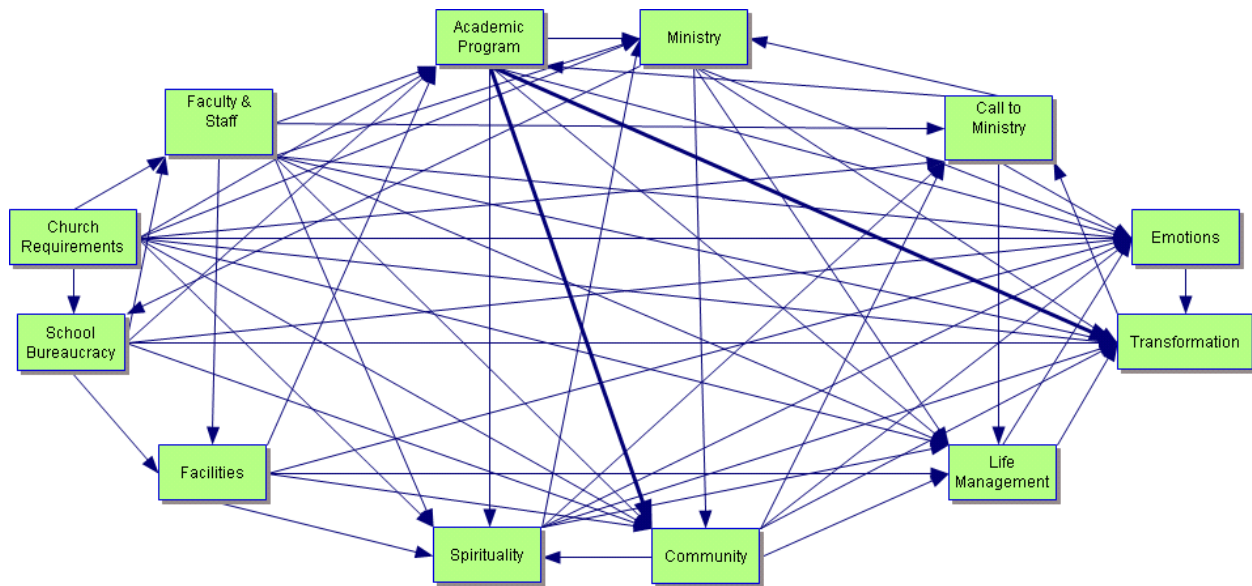 Academic
Program
Ministry
Faculty &
Staff
Call to
Ministry
Church
Requirements
Emotions
School
Bureaucracy
Transformation
Facilities
Life
Management
Spirituality
Community